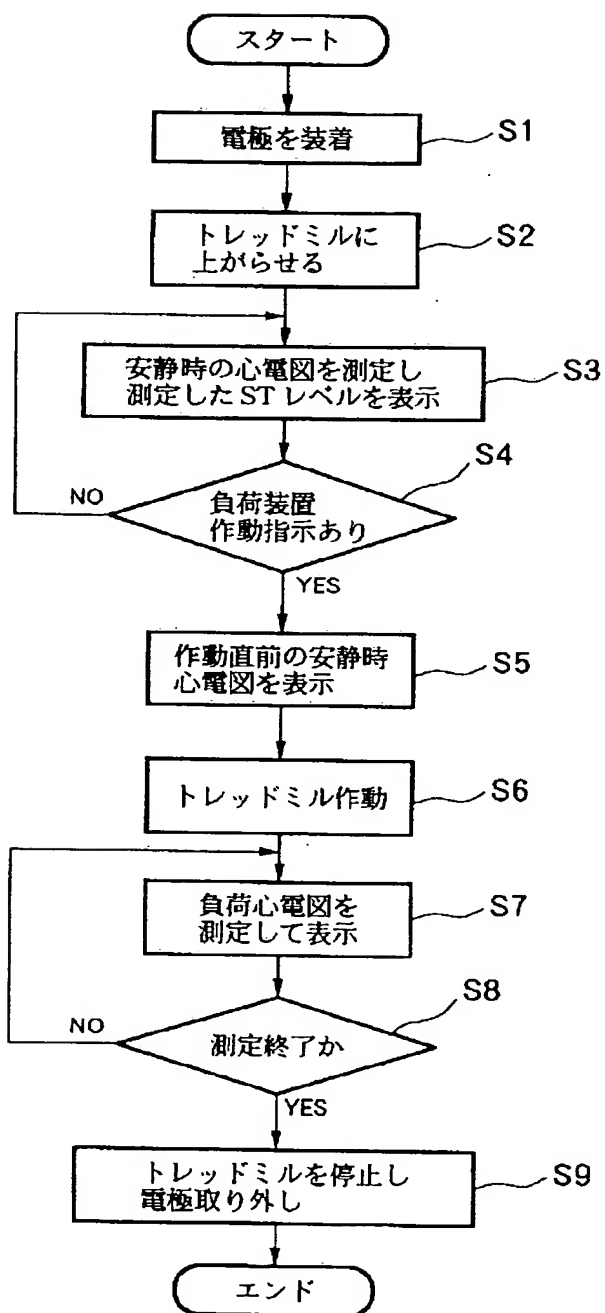 スタート
電極を装着
S1
トレッドミルに
上がらせる
S2
安静時の心電図を測定し
測定したSTレベルを表示
S3
負荷装置
作動指示あり
S4
NO
YES
作動直前の安静時
心電図を表示
S5
トレッドミル作動
S6
負荷心電図を
測定して表示
S7
測定終了か
S8
NO
YES
トレッドミルを停止し
電極取り外し
S9
エンド